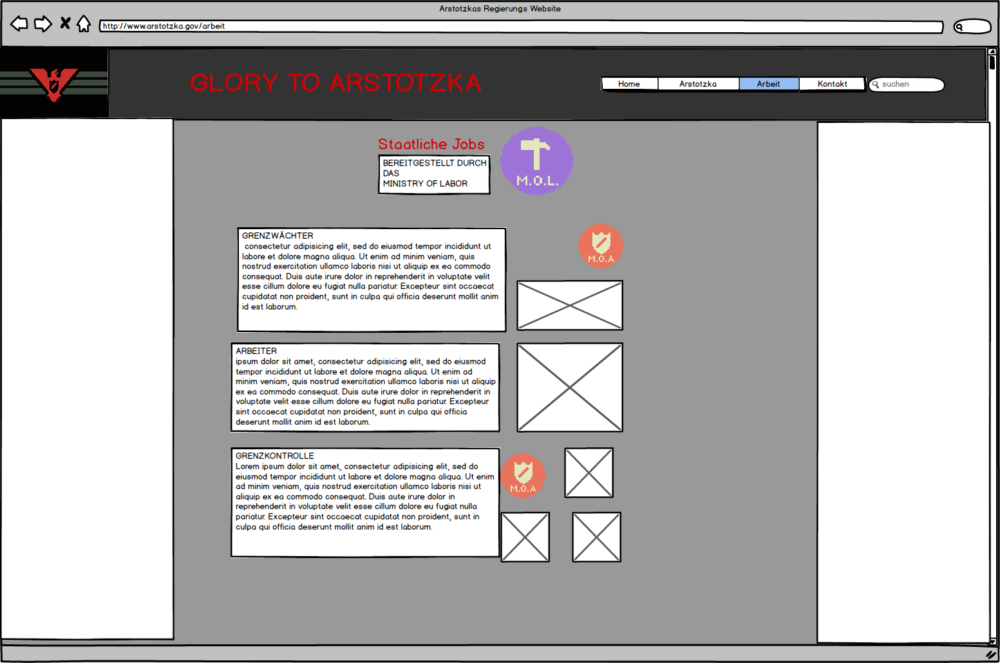 Arstotzkas Regierungs Website
http://www.arstotzka.gov/arbeit
GLORY TO ARSTOTZKA
Home Arstotzka Arbeit Kontakt suchen
Staatliche Jobs
BEREITGESTELLT DURCH
DAS
MINISTRY OF LABOR
M.O.L.
GRENZWÄCHTER
consectetur adipisicing elit, sed do eiusmod tempor incididunt ut
labore et dolore magna aliqua. Ut enim ad minim veniam, quis
nostrud exercitation ullamco laboris nisi ut aliquip ex ea commodo
consequat. Duis aute irure dolor in reprehenderit in voluptate velit
esse cillum dolore eu fugiat nulla pariatur. Excepteur sint occaecat
cupidatat non proident, sunt in culpa qui officia deserunt mollit anim
id est laborum.
M.O.A
ARBEITER
ipsum dolor sit amet, consectetur adipisicing elit, sed do eiusmod
tempor incididunt ut labore et dolore magna aliqua. Ut enim ad
minim veniam, quis nostrud exercitation ullamco laboris nisi ut aliquip
ex ea commodo consequat. Duis aute irure dolor in reprehenderit in
voluptate velit esse cillum dolore eu fugiat nulla pariatur. Excepteur
sint occaecat cupidatat non proident, sunt in culpa qui officia
deserunt mollit anim id est laborum.
GRENZKONTROLLE
Lorem ipsum dolor sit amet, consectetur adipisicing elit, sed do
eiusmod tempor incididunt ut labore et dolore magna aliqua. Ut enim
ad minim veniam, quis nostrud exercitation ullamco laboris nisi ut
aliquip ex ea commodo consequat. Duis aute irure dolor in
reprehenderit in voluptate velit esse cillum dolore eu fugiat nulla
pariatur. Excepteur sint occaecat cupidatat non proident, sunt in
culpa qui officia deserunt mollit anim id est laborum.
M.O.A